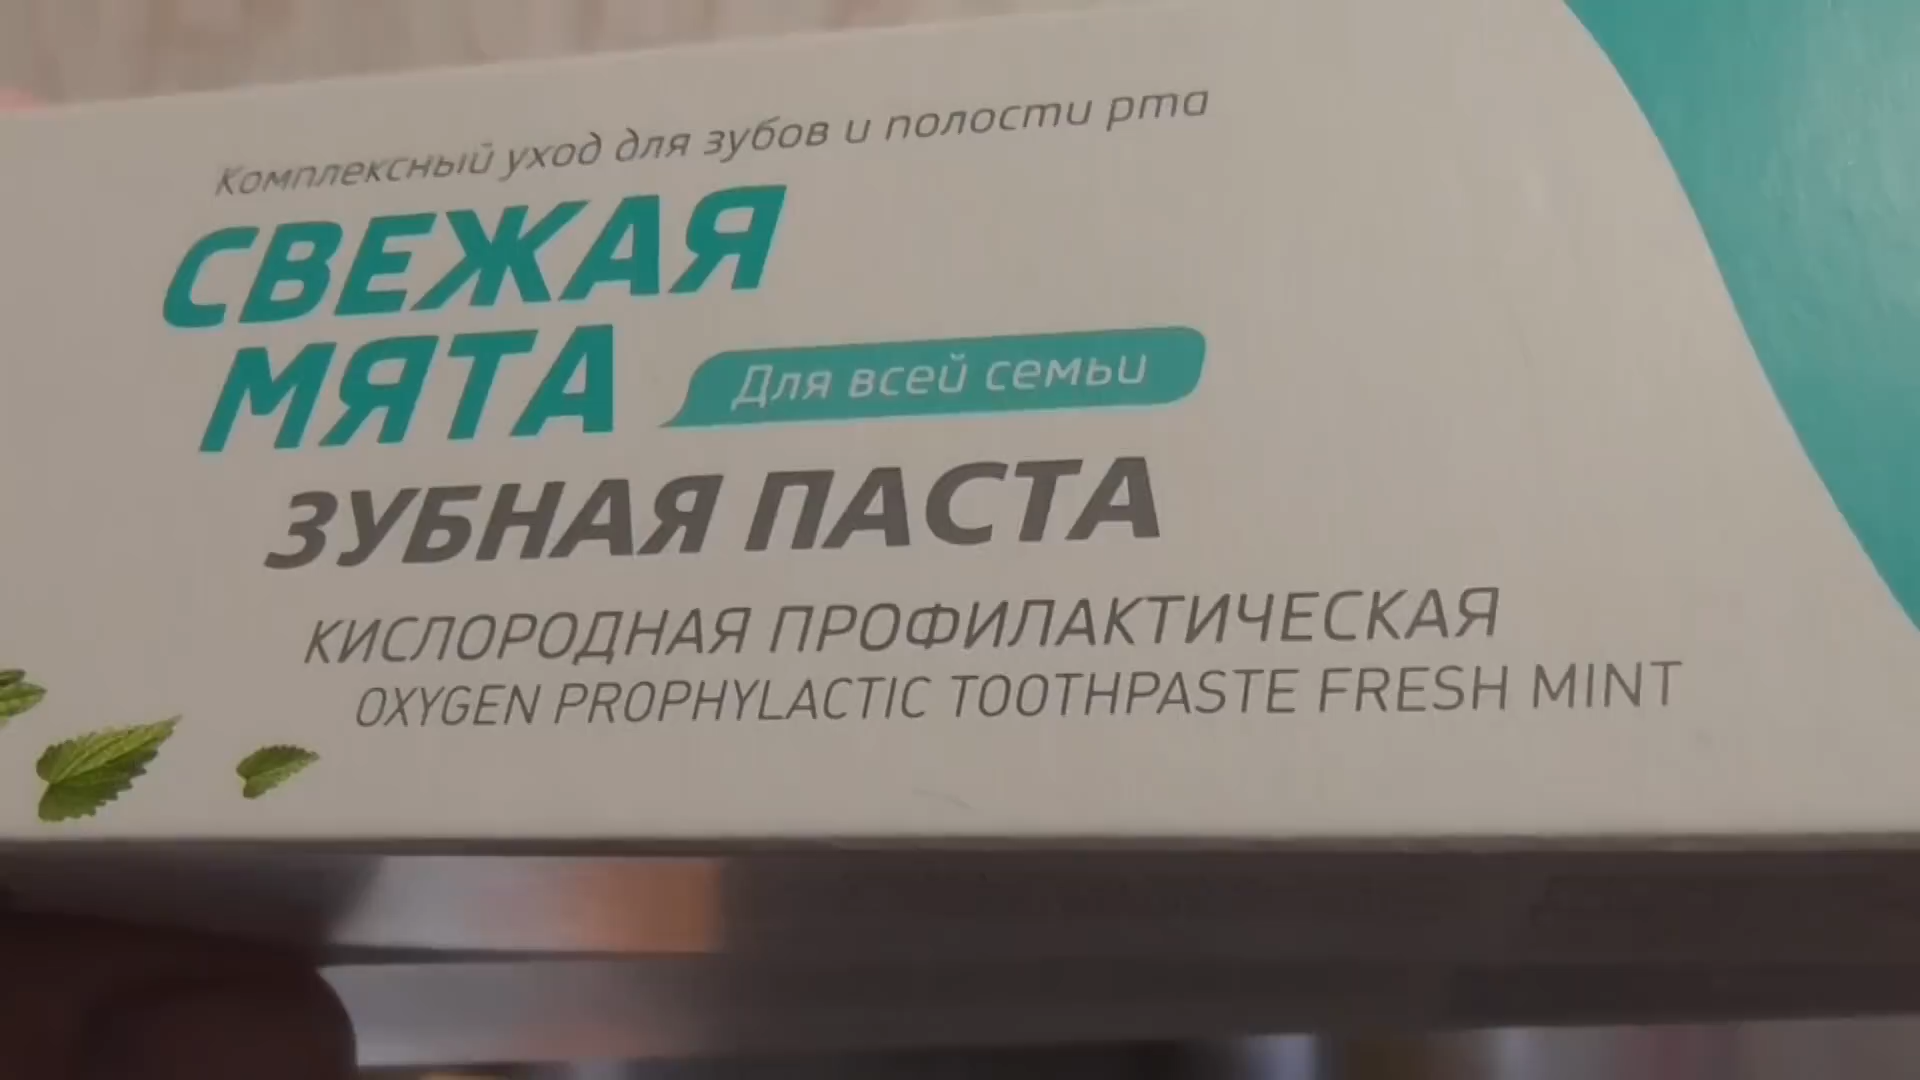 Комплексный уход для зубов и полости рта
СВЕЖАЯ
МЯТА
Для всей семьи
ЗУБНАЯ ПАСТА
КИСЛОРОДНАЯ ПРОФИЛАКТИЧЕСКАЯ
OXYGEN PROPHYLACTIC TOOTHPASTE FRESH MINT